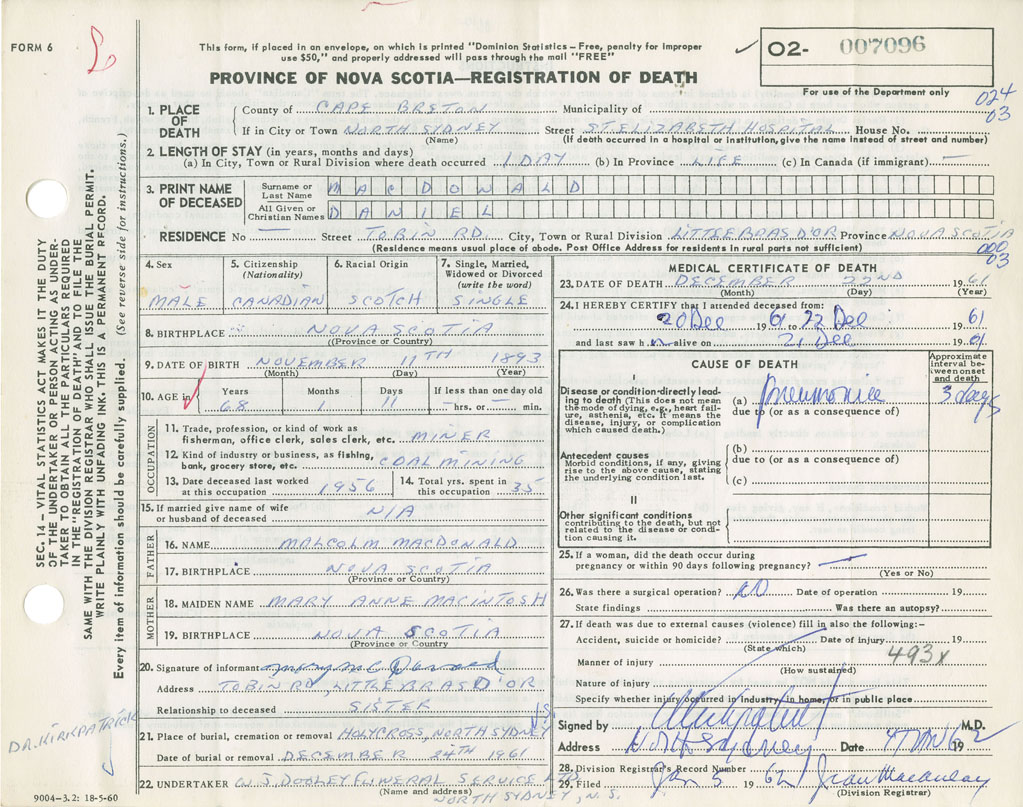 FORM 6
This form, if placed in an envelope, on which is printed "Dominion Statistics – Free, penalty for improper
use $50," and properly addressed will pass through the mail "FREE"
PROVINCE OF NOVA SCOTIA—REGISTRATION OF DEATH
02- 007096
For use of the Department only
024
03
1. PLACE OF DEATH
County of CAPE BRETON Municipality of
If in City or Town NORTH SYDNEY Street ST ELIZABETH HOSPITAL House No.
(Name) (If death occurred in a hospital or institution, give the name instead of street and number)
2. LENGTH OF STAY (in years, months and days)
(a) In City, Town or Rural Division where death occurred 1 DAY (b) In Province LIFE (c) In Canada (if immigrant) —
3. PRINT NAME OF DECEASED
Surname or Last Name MACDONALD
All Given or Christian Names DANIEL
RESIDENCE No — Street TOBIN RD. City, Town or Rural Division LITTLE BRAS D'OR Province NOVA SCOTIA
(Residence means usual place of abode. Post Office Address for residents in rural parts not sufficient)
000
03
4. Sex MALE
5. Citizenship (Nationality) CANADIAN
6. Racial Origin SCOTCH
7. Single, Married, Widowed or Divorced (write the word) SINGLE
8. BIRTHPLACE NOVA SCOTIA
(Province or Country)
9. DATE OF BIRTH NOVEMBER 11TH 1893
(Month) (Day) (Year)
10. AGE in Years Months Days If less than one day old
68 1 11 — hrs. or — min.
OCCUPATION
11. Trade, profession, or kind of work as
fisherman, office clerk, sales clerk, etc. MINER
12. Kind of industry or business, as fishing,
bank, grocery store, etc. COAL MINING
13. Date deceased last worked at this occupation 1956
14. Total yrs. spent in this occupation 35
15. If married give name of wife
or husband of deceased N/A
FATHER
16. NAME MALCOLM MACDONALD
17. BIRTHPLACE NOVA SCOTIA
(Province or Country)
MOTHER
18. MAIDEN NAME MARY ANNE MACINTOSH
19. BIRTHPLACE NOVA SCOTIA
(Province or Country)
20. Signature of informant
Address TOBIN RD, LITTLE BRAS D'OR
Relationship to deceased SISTER
21. Place of burial, cremation or removal HOLYCROSS, NORTH SYDNEY
Date of burial or removal DECEMBER 24TH 1961
22. UNDERTAKER W.J. DOOLEY FUNERAL SERVICE LTD.
(Name and address)
NORTH SYDNEY, N.S.
9004-3.2: 18-5-60
MEDICAL CERTIFICATE OF DEATH
23. DATE OF DEATH DECEMBER 22ND 1961
(Month) (Day) (Year)
24. I HEREBY CERTIFY that I attended deceased from:
20 Dec 1961 to 22 Dec 1961
and last saw him alive on 21 Dec 1961
CAUSE OF DEATH
Approximate interval between onset and death
I
Disease or condition directly leading to death (This does not mean the mode of dying, e.g., heart failure, asthenia, etc. It means the disease, injury, or complication which caused death.)
(a) pneumonia 3 days
due to (or as a consequence of)
Antecedent causes
Morbid conditions, if any, giving rise to the above cause, stating the underlying condition last.
(b)
due to (or as a consequence of)
(c)
II
Other significant conditions
contributing to the death, but not related to the disease or condition causing it.
25. If a woman, did the death occur during
pregnancy or within 90 days following pregnancy? —
(Yes or No)
26. Was there a surgical operation? NO Date of operation 19
State findings Was there an autopsy?
27. If death was due to external causes (violence) fill in also the following:–
Accident, suicide or homicide? Date of injury 19
(State which)
493X
Manner of injury
(How sustained)
Nature of injury
Specify whether injury occurred in industry, in home, or in public place
Signed by M.D.
Address North Sydney Date 4 JAN 1962
28. Division Registrar's Record Number
29. Filed Jan 3 1962 Jean Macaulay
(Division Registrar)
SEC. 14 – VITAL STATISTICS ACT MAKES IT THE DUTY
OF THE UNDERTAKER OR PERSON ACTING AS UNDER-
TAKER TO OBTAIN ALL THE PARTICULARS REQUIRED
IN THE "REGISTRATION OF DEATH" AND TO FILE THE
SAME WITH THE DIVISION REGISTRAR WHO SHALL ISSUE THE BURIAL PERMIT.
WRITE PLAINLY WITH UNFADING INK. THIS IS A PERMANENT RECORD.
Every item of information should be carefully supplied. (See reverse side for instructions.)
DR. KIRKPATRICK